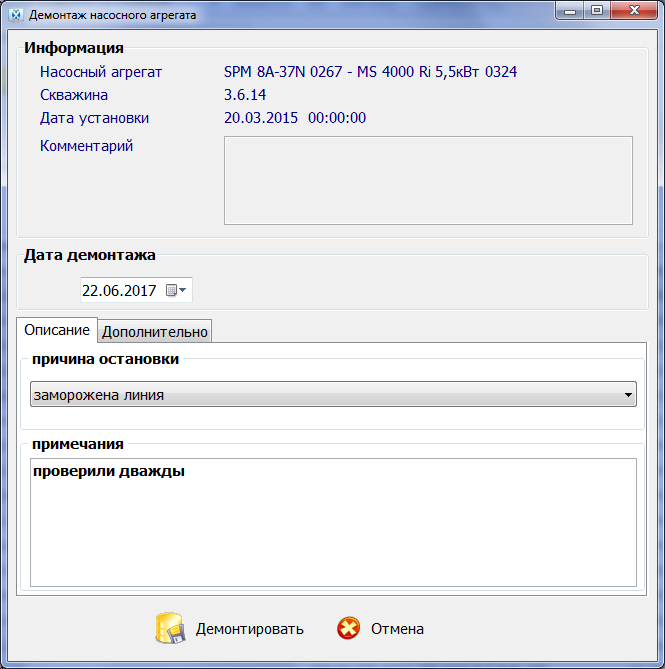 Демонтаж насосного агрегата
Информация
Насосный агрегат SPM 8A-37N 0267 - MS 4000 Ri 5,5кВт 0324
Скважина 3.6.14
Дата установки 20.03.2015 00:00:00
Комментарий
Дата демонтажа
22.06.2017
Описание Дополнительно
причина остановки
заморожена линия
примечания
проверили дважды
Демонтировать Отмена